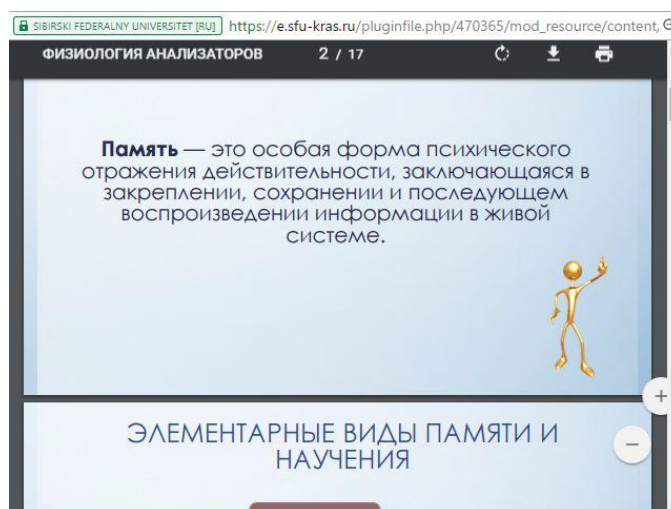 SIBIRSKI FEDERALNY UNIVERSITET [RU] https://e.sfu-kras.ru/pluginfile.php/470365/mod_resource/content,
ФИЗИОЛОГИЯ АНАЛИЗАТОРОВ 2 / 17
Память — это особая форма психического
отражения действительности, заключающаяся в
закреплении, сохранении и последующем
воспроизведении информации в живой
системе.
ЭЛЕМЕНТАРНЫЕ ВИДЫ ПАМЯТИ И
НАУЧЕНИЯ